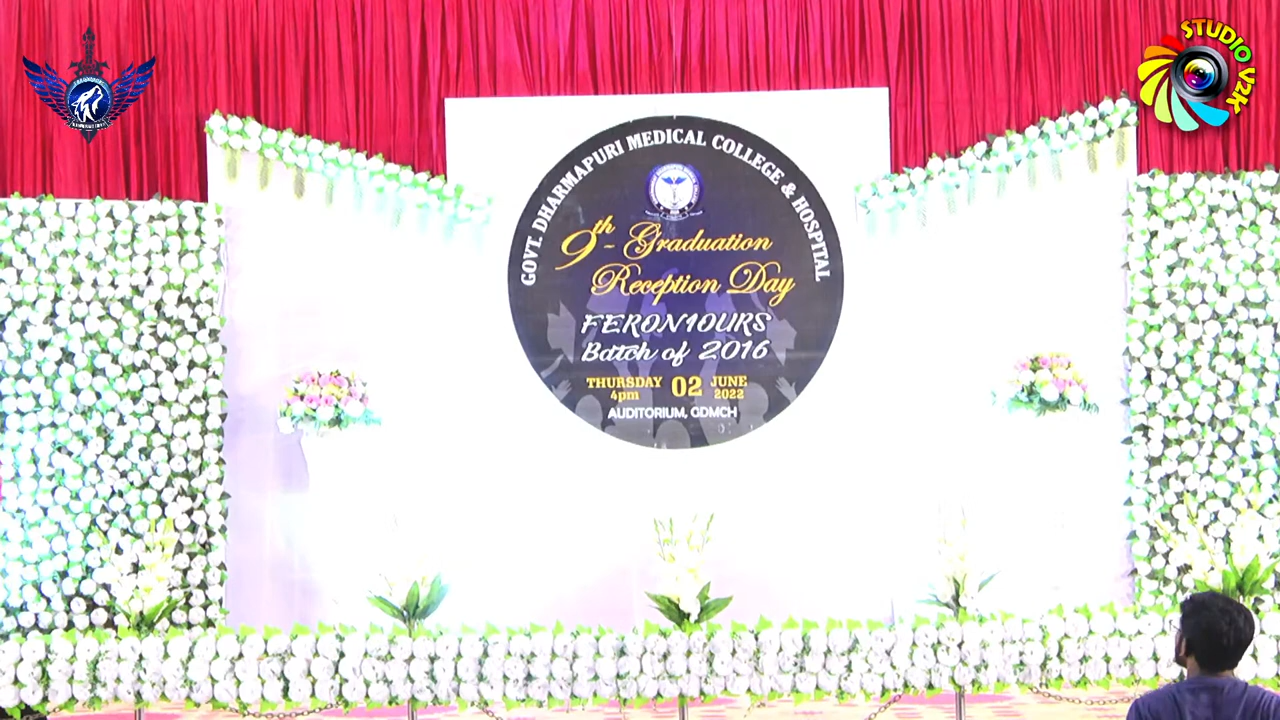 STUDIO V2K
GOVT. DHARMAPURI MEDICAL COLLEGE & HOSPITAL
9th - Graduation
Reception Day
FERON10URS
Batch of 2016
THURSDAY 02 JUNE
4pm 2022
AUDITORIUM, GDMCH